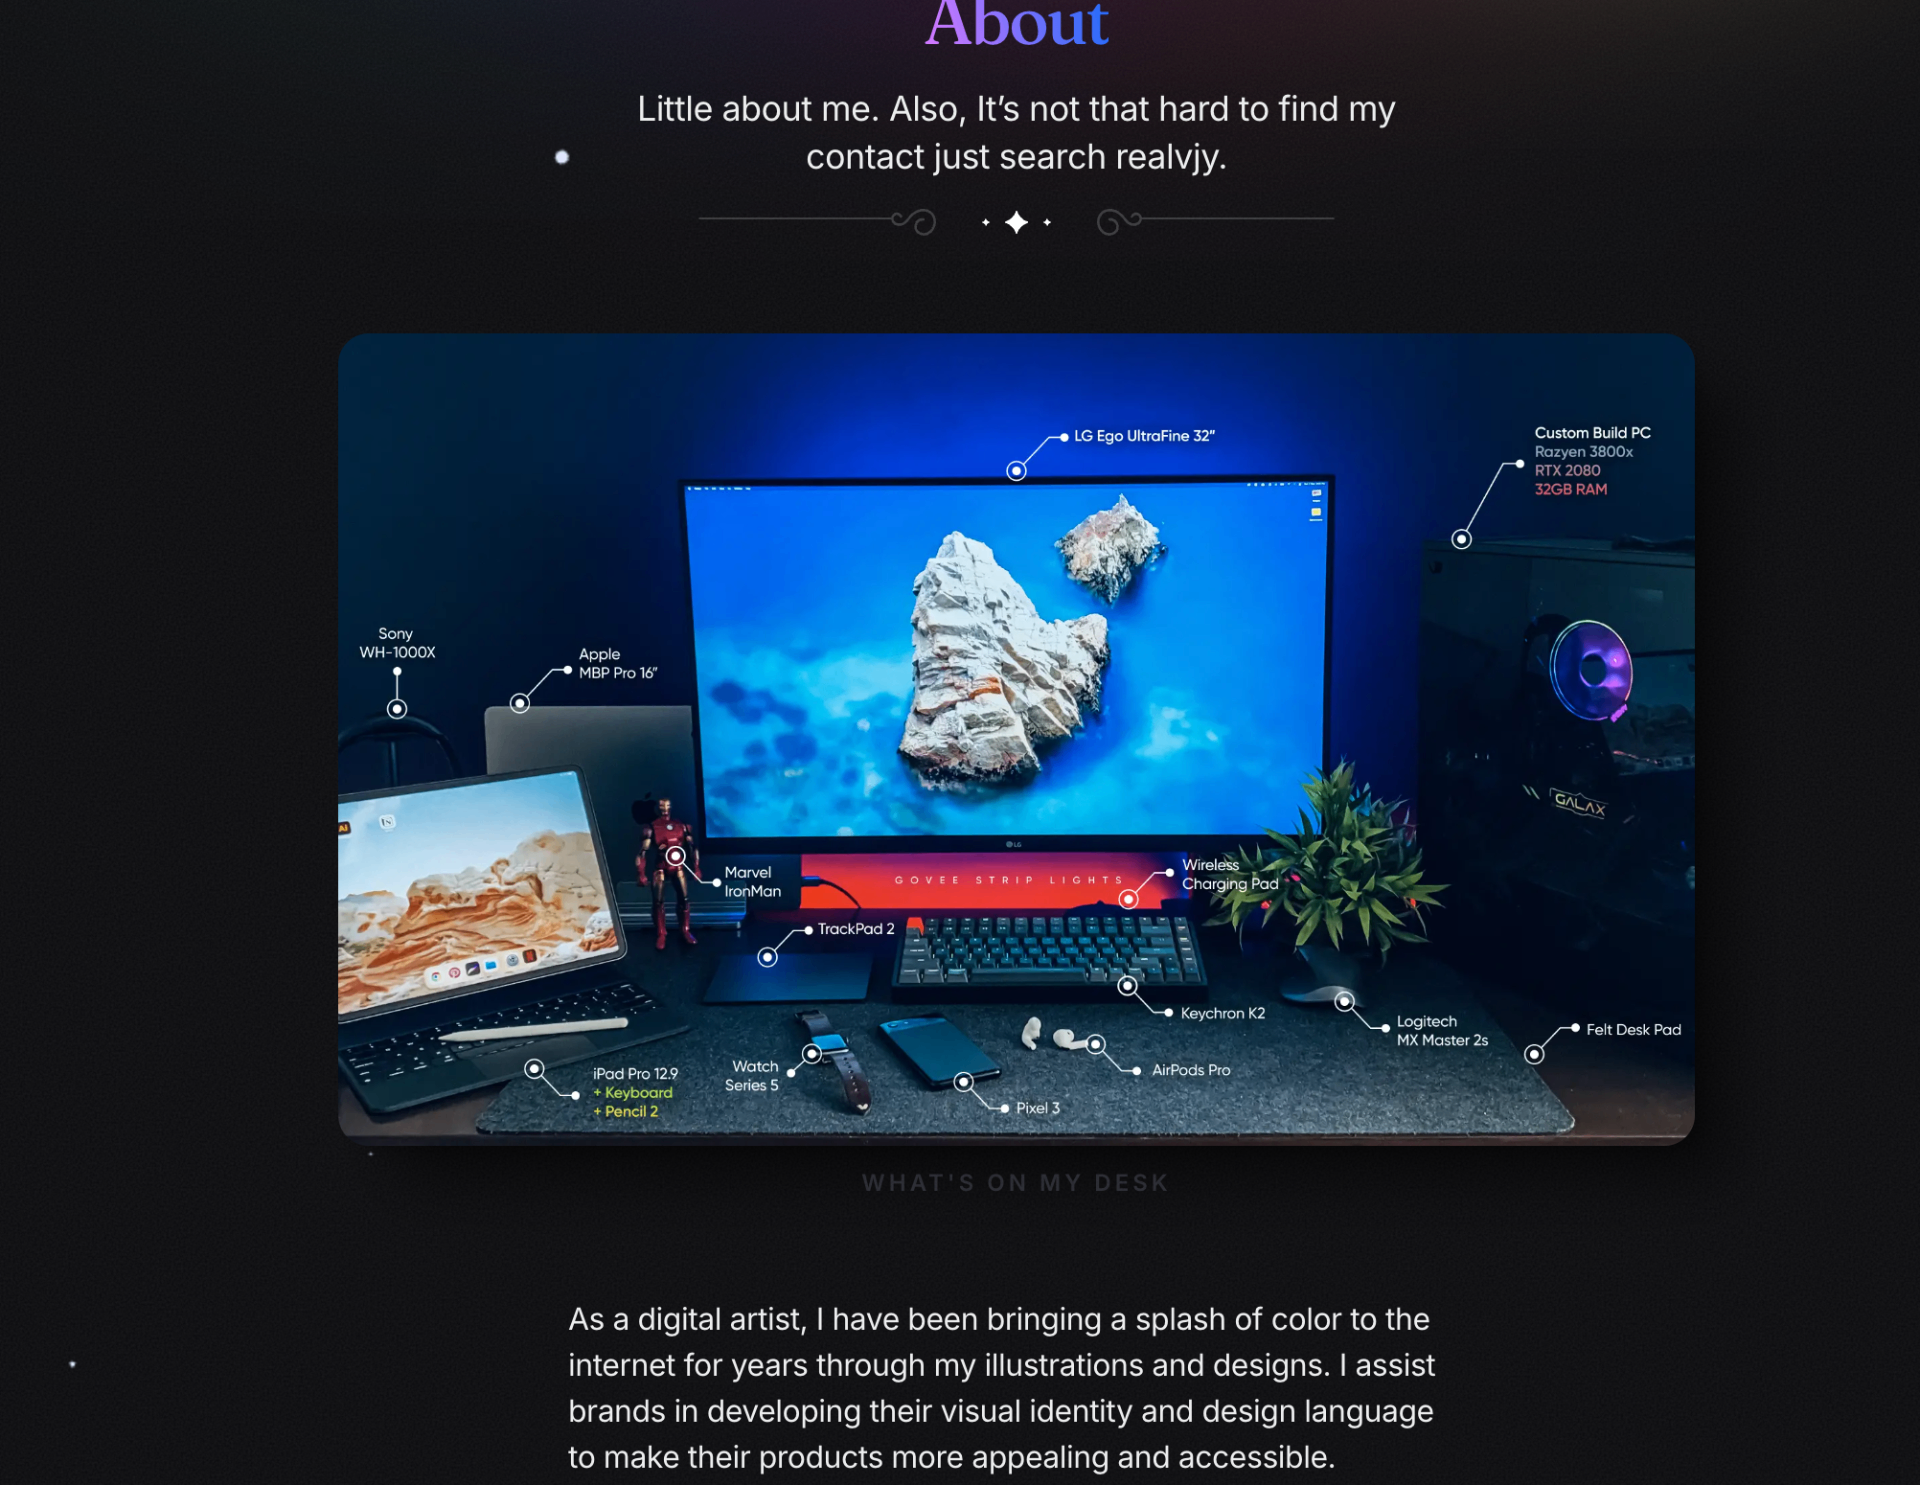 About
Little about me. Also, It’s not that hard to find my
contact just search realvjy.
LG Ego UltraFine 32"
Custom Build PC
Razyen 3800x
RTX 2080
32GB RAM
Sony
WH-1000X
Apple
MBP Pro 16"
GALAX
Ai
LG
Marvel
IronMan
GOVEE STRIP LIGHTS
Wireless
Charging Pad
TrackPad 2
Keychron K2
Logitech
MX Master 2s
Felt Desk Pad
iPad Pro 12.9
+ Keyboard
+ Pencil 2
Watch
Series 5
AirPods Pro
Pixel 3
WHAT'S ON MY DESK
As a digital artist, I have been bringing a splash of color to the
internet for years through my illustrations and designs. I assist
brands in developing their visual identity and design language
to make their products more appealing and accessible.